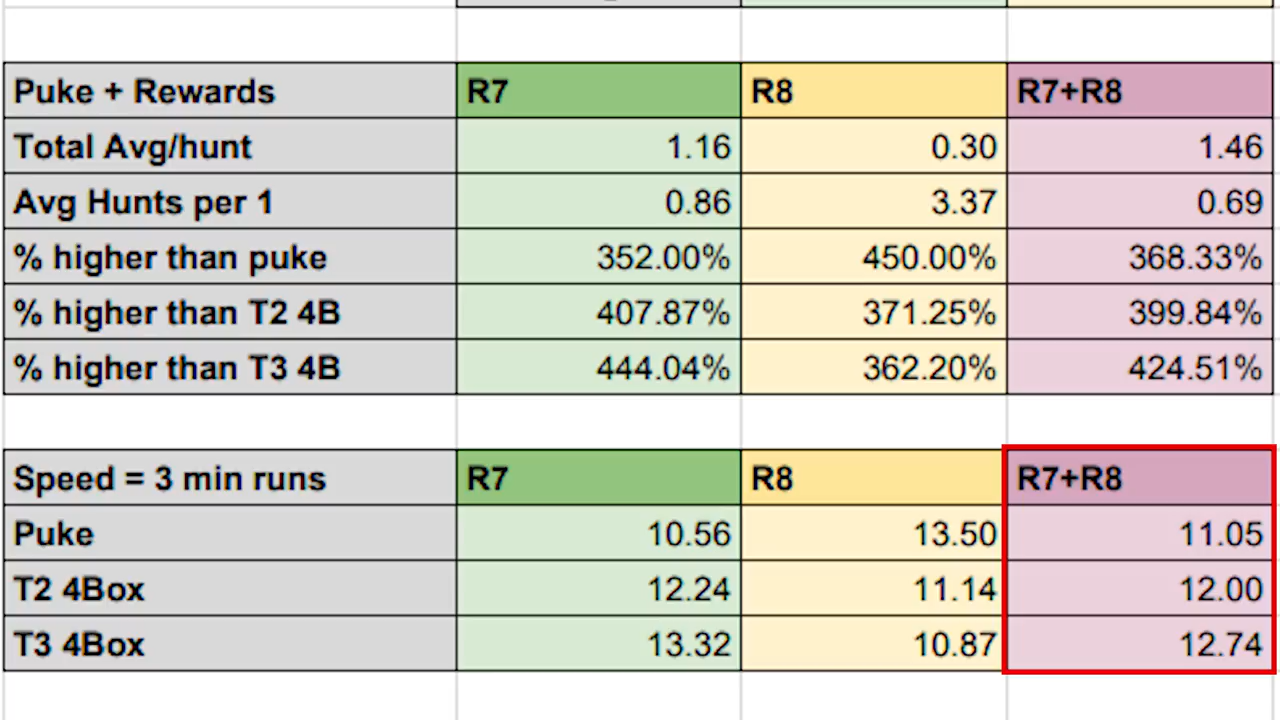 Puke + Rewards R7 R8 R7+R8
Total Avg/hunt 1.16 0.30 1.46
Avg Hunts per 1 0.86 3.37 0.69
% higher than puke 352.00% 450.00% 368.33%
% higher than T2 4B 407.87% 371.25% 399.84%
% higher than T3 4B 444.04% 362.20% 424.51%
Speed = 3 min runs R7 R8 R7+R8
Puke 10.56 13.50 11.05
T2 4Box 12.24 11.14 12.00
T3 4Box 13.32 10.87 12.74